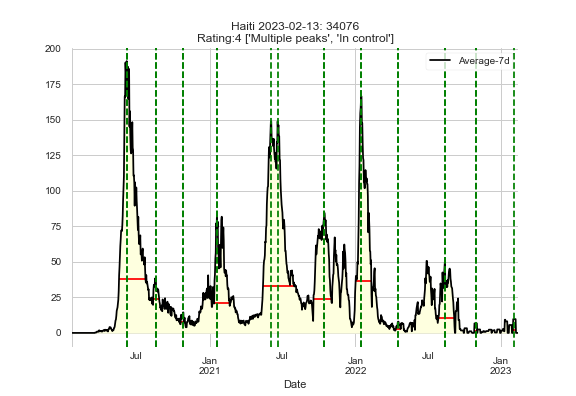 Haiti 2023-02-13: 34076
Rating:4 ['Multiple peaks', 'In control']
Average-7d
200
175
150
125
100
75
50
25
0
Jul
Jan
2021
Jul
Jan
2022
Jul
Jan
2023
Date